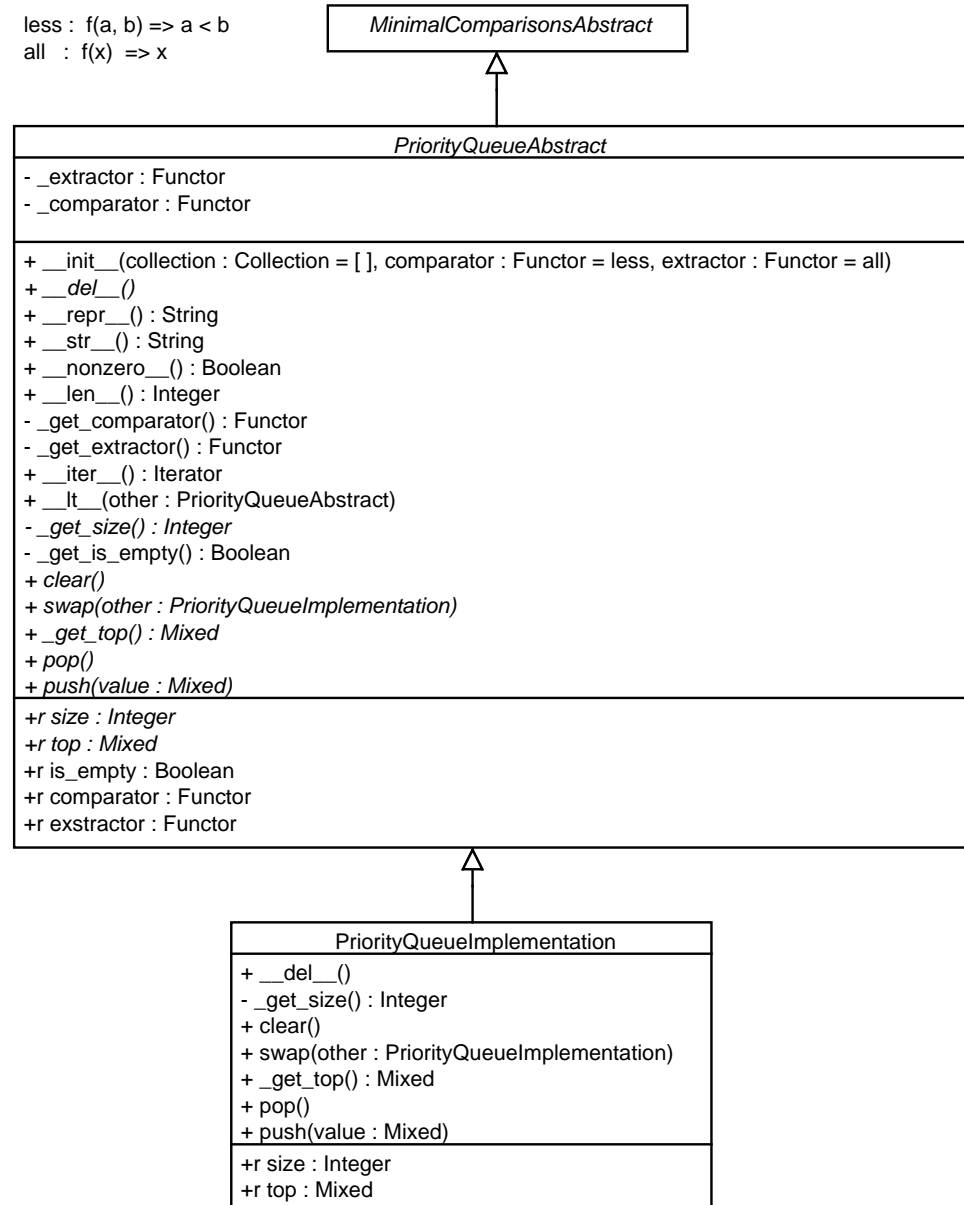 less : f(a, b) => a < b
all : f(x) => x
MinimalComparisonsAbstract
PriorityQueueAbstract
- _extractor : Functor
- _comparator : Functor
+ __init__(collection : Collection = [ ], comparator : Functor = less, extractor : Functor = all)
+ __del__()
+ __repr__() : String
+ __str__() : String
+ __nonzero__() : Boolean
+ __len__() : Integer
- _get_comparator() : Functor
- _get_extractor() : Functor
+ __iter__() : Iterator
+ __lt__(other : PriorityQueueAbstract)
- _get_size() : Integer
- _get_is_empty() : Boolean
+ clear()
+ swap(other : PriorityQueueImplementation)
+ _get_top() : Mixed
+ pop()
+ push(value : Mixed)
+r size : Integer
+r top : Mixed
+r is_empty : Boolean
+r comparator : Functor
+r exstractor : Functor
PriorityQueueImplementation
+ __del__()
- _get_size() : Integer
+ clear()
+ swap(other : PriorityQueueImplementation)
+ _get_top() : Mixed
+ pop()
+ push(value : Mixed)
+r size : Integer
+r top : Mixed